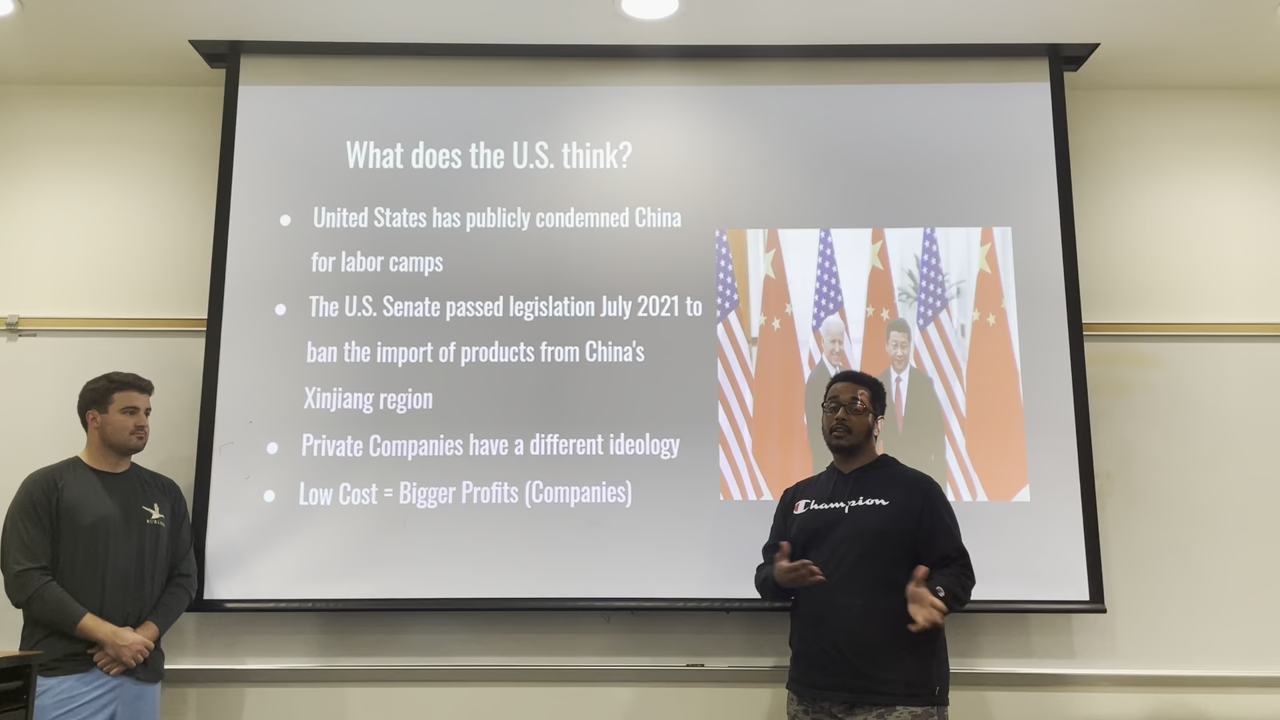 What does the U.S. think?
● United States has publicly condemned China
for labor camps
● The U.S. Senate passed legislation July 2021 to
ban the import of products from China's
Xinjiang region
● Private Companies have a different ideology
● Low Cost = Bigger Profits (Companies)
Champion